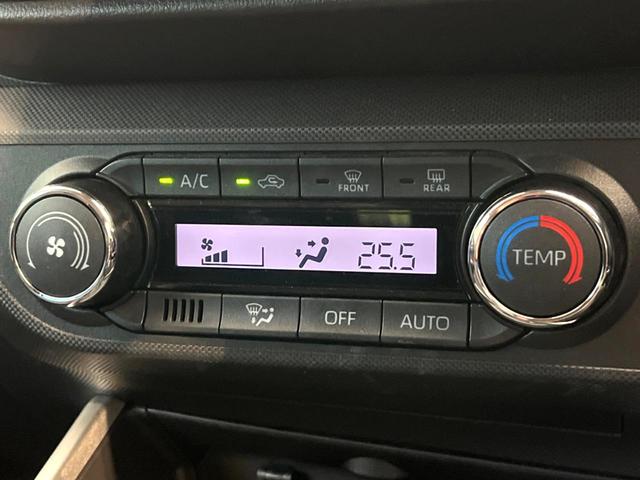 A/C FRONT REAR
25.5 TEMP
OFF AUTO